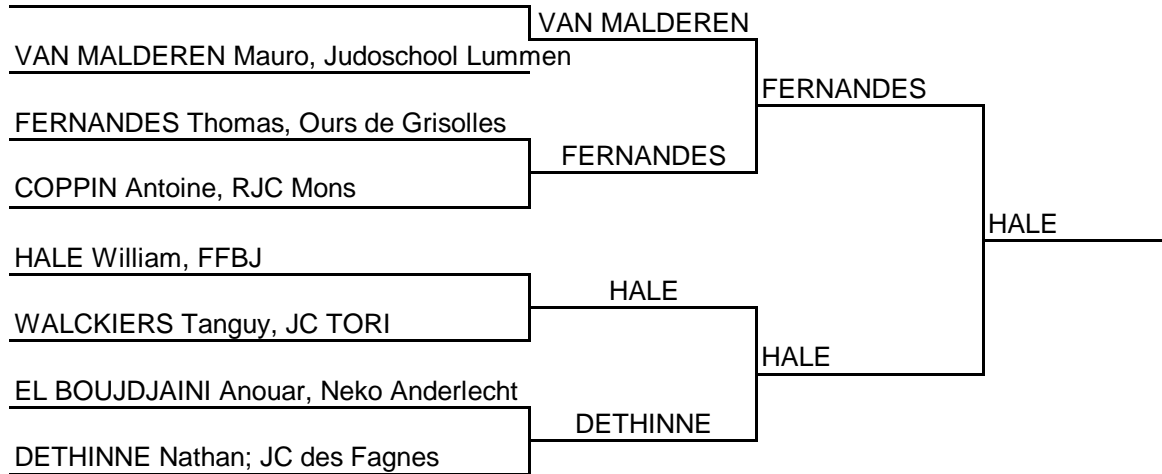 VAN MALDEREN
VAN MALDEREN Mauro, Judoschool Lummen
FERNANDES
FERNANDES Thomas, Ours de Grisolles
FERNANDES
COPPIN Antoine, RJC Mons
HALE
HALE William, FFBJ
HALE
WALCKIERS Tanguy, JC TORI
HALE
EL BOUJDJAINI Anouar, Neko Anderlecht
DETHINNE
DETHINNE Nathan; JC des Fagnes